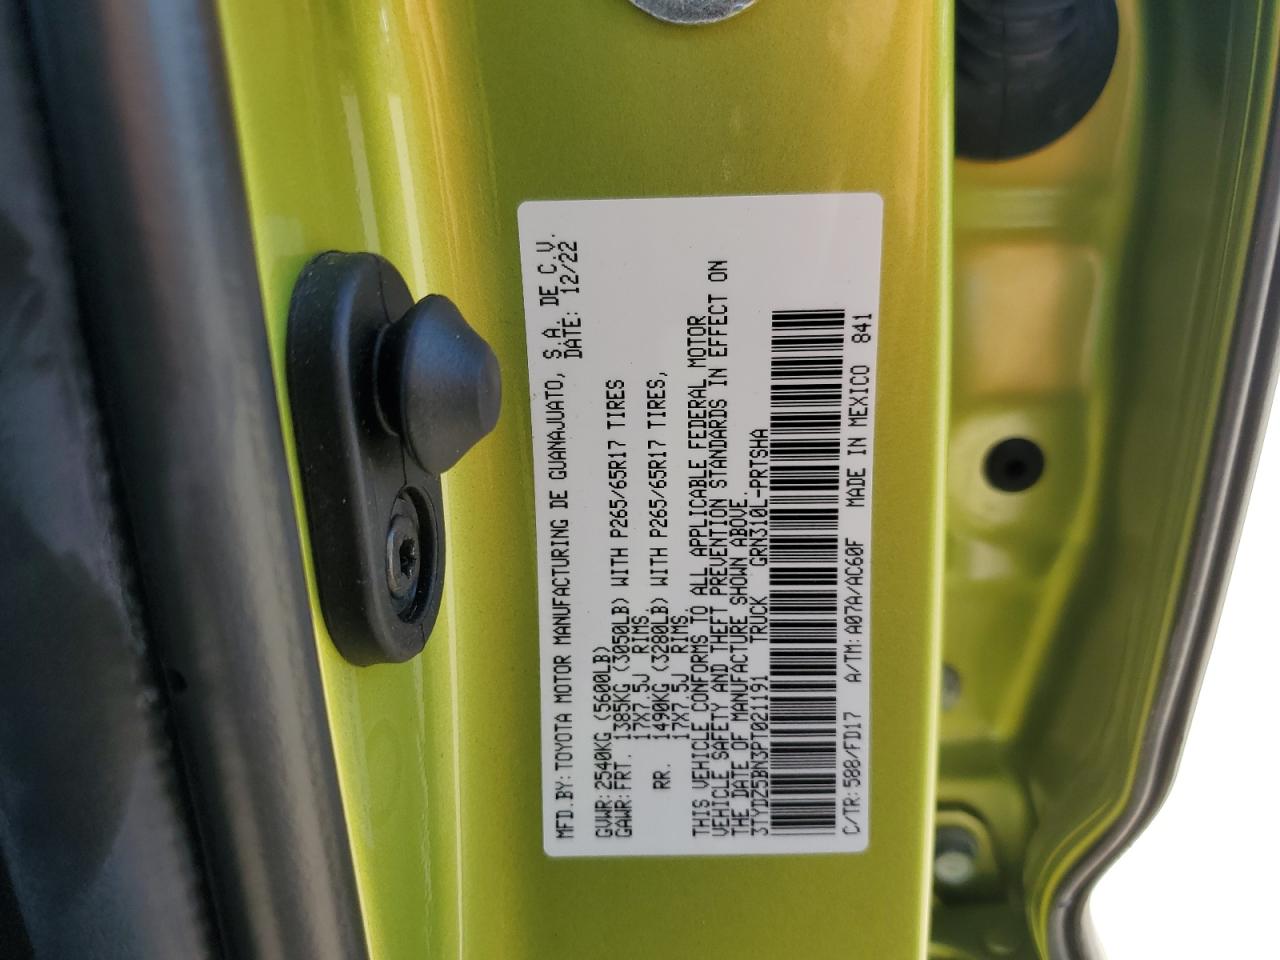 MFD.BY:TOYOTA MOTOR MANUFACTURING DE GUANAJUATO, S.A. DE C.V.
DATE: 12/22
GVWR:2540KG (5600LB)
GAWR:FRT. 1385KG (3050LB) WITH P265/65R17 TIRES
17X7.5J RIMS.
RR. 1490KG (3280LB) WITH P265/65R17 TIRES,
17X7.5J RIMS.
THIS VEHICLE CONFORMS TO ALL APPLICABLE FEDERAL MOTOR
VEHICLE SAFETY AND THEFT PREVENTION STANDARDS IN EFFECT ON
THE DATE OF MANUFACTURE SHOWN ABOVE.
3TYDZ5BN3PT021191 TRUCK GRN310L-PRTSHA
C/TR:588/FD17 A/TM:A07A/AC60F MADE IN MEXICO 841